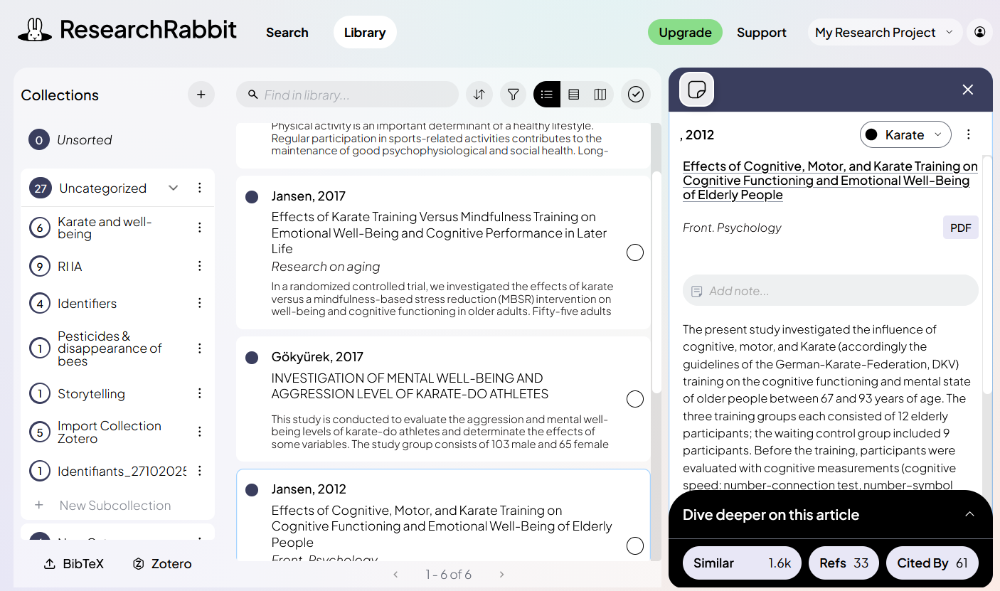 ResearchRabbit
Search
Library
Upgrade
Support
My Research Project
Collections
+
0 Unsorted
27 Uncategorized
6 Karate and well-
being
9 RI IA
4 Identifiers
1 Pesticides &
disappearance of
bees
1 Storytelling
5 Import Collection
Zotero
1 Identifiants_27102025
+ New Subcollection
BibTeX
Zotero
Find in library...
Physical activity is an important determinant of a healthy lifestyle.
Regular participation in sports-related activities contributes to the
maintenance of good psychophysiological and social health. Long-
Jansen, 2017
Effects of Karate Training Versus Mindfulness Training on
Emotional Well-Being and Cognitive Performance in Later
Life
Research on aging
In a randomized controlled trial, we investigated the effects of karate
versus a mindfulness-based stress reduction (MBSR) intervention on
well-being and cognitive functioning in older adults. Fifty-five adults
Gökyürek, 2017
INVESTIGATION OF MENTAL WELL-BEING AND
AGGRESSION LEVEL OF KARATE-DO ATHLETES
This study is conducted to evaluate the aggression and mental well-
being levels of karate-do athletes and determinate the effects of
some variables. The study group consists of 103 male and 65 female
Jansen, 2012
Effects of Cognitive, Motor, and Karate Training on
Cognitive Functioning and Emotional Well-Being of Elderly
People
Front. Psychology
1 - 6 of 6
, 2012
Karate
Effects of Cognitive, Motor, and Karate Training on
Cognitive Functioning and Emotional Well-Being
of Elderly People
Front. Psychology
PDF
Add note...
The present study investigated the influence of
cognitive, motor, and Karate (accordingly the
guidelines of the German-Karate-Federation, DKV)
training on the cognitive functioning and mental state
of older people between 67 and 93 years of age. The
three training groups each consisted of 12 elderly
participants; the waiting control group included 9
participants. Before the training, participants were
evaluated with cognitive measurements (cognitive
speed: number-connection test, number–symbol
Dive deeper on this article
Similar 1.6k
Refs 33
Cited By 61